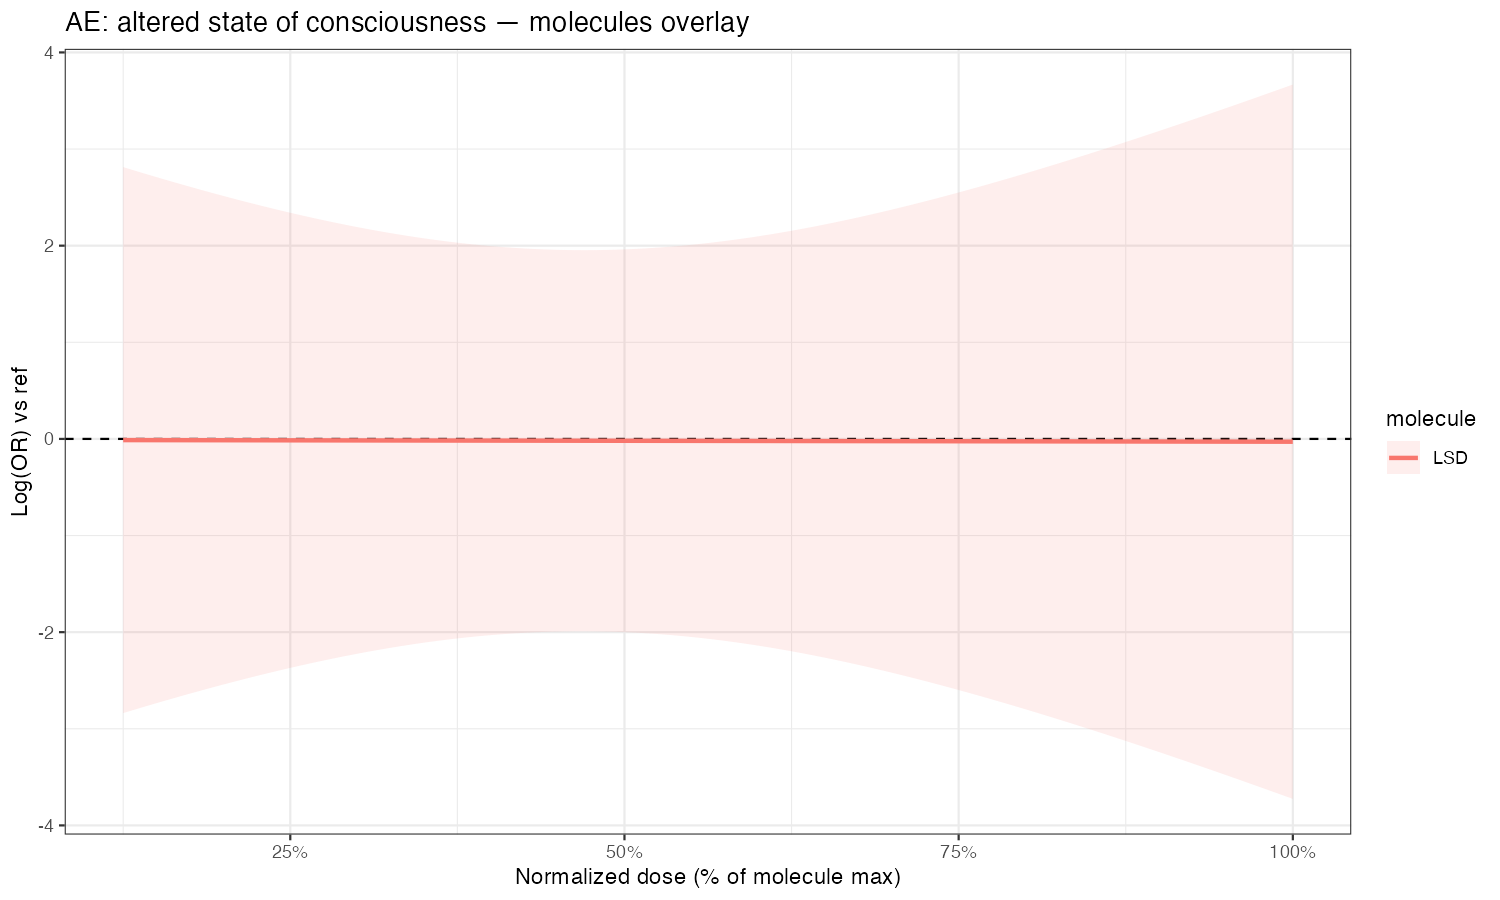 AE: altered state of consciousness — molecules overlay
4
2
0
-2
-4
Log(OR) vs ref
25%
50%
75%
100%
Normalized dose (% of molecule max)
molecule
LSD